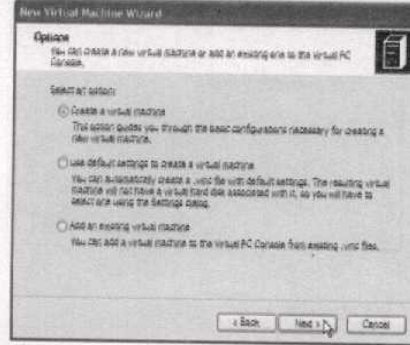 New Virtual Machine Wizard
Options
You can create a new virtual machine or add an existing one to the Virtual PC
Console.
Select an option:
Create a virtual machine
This option guides you through the basic configurations necessary for creating a
new virtual machine.
Use default settings to create a virtual machine
You can automatically create a .vmc file with default settings. The resulting virtual
machine will not have a virtual hard disk associated with it, so you will have to
select one using the Settings dialog.
Add an existing virtual machine
You can add a virtual machine to the Virtual PC Console from existing .vmc files.
< Back
Next >
Cancel